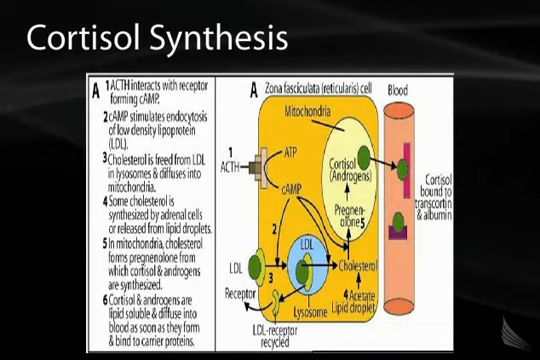 Cortisol Synthesis
A 1 ACTH interacts with receptor
forming cAMP.
2 cAMP stimulates endocytosis
of low density lipoprotein
(LDL).
3 Cholesterol is freed from LDL
in lysosomes & diffuses into
mitochondria.
4 Some cholesterol is
synthesized by adrenal cells
or released from lipid droplets.
5 In mitochondria, cholesterol
forms pregnenolone from
which cortisol & androgens
are synthesized.
6 Cortisol & androgens are
lipid soluble & diffuse into
blood as soon as they form
& bind to carrier proteins.
A Zona fasciculata (reticularis) cell
Blood
Mitochondria
1
ACTH
ATP
cAMP
Cortisol
(Androgens)
Pregnen-
olone 5
Cortisol
bound to
transcortin
& albumin
2
LDL
LDL
3
Cholesterol
Receptor
4 Acetate
Lipid droplet
Lysosome
LDL-receptor
recycled